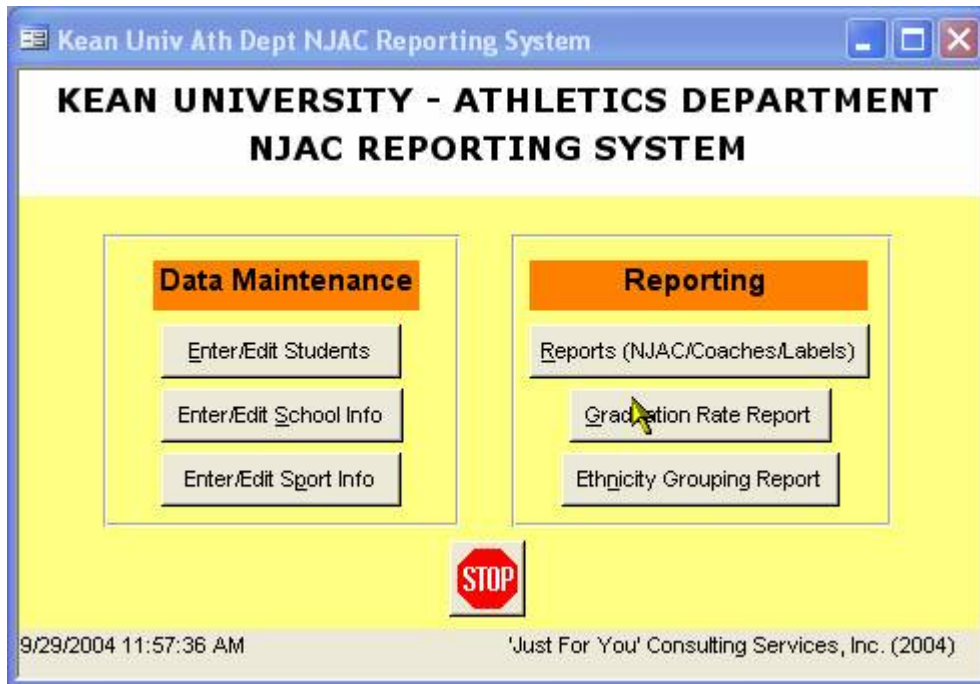 Kean Univ Ath Dept NJAC Reporting System
KEAN UNIVERSITY - ATHLETICS DEPARTMENT
NJAC REPORTING SYSTEM
Data Maintenance
Enter/Edit Students
Enter/Edit School Info
Enter/Edit Sport Info
Reporting
Reports (NJAC/Coaches/Labels)
Graduation Rate Report
Ethnicity Grouping Report
STOP
9/29/2004 11:57:36 AM
'Just For You' Consulting Services, Inc. (2004)